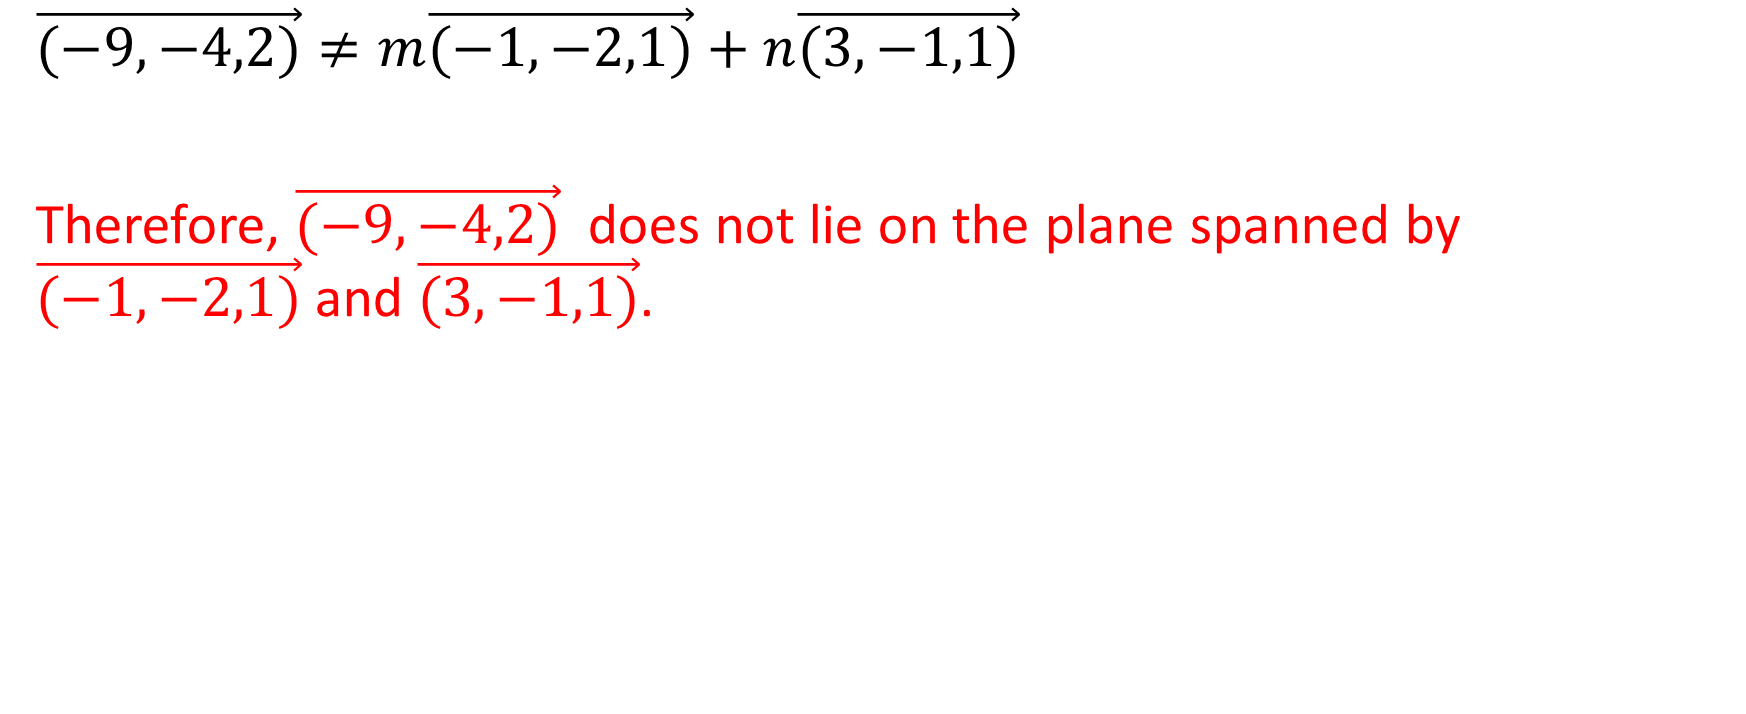 (−9, −4,2) ≠ m(−1, −2,1) + n(3, −1,1)
Therefore, (−9, −4,2) does not lie on the plane spanned by
(−1, −2,1) and (3, −1,1).